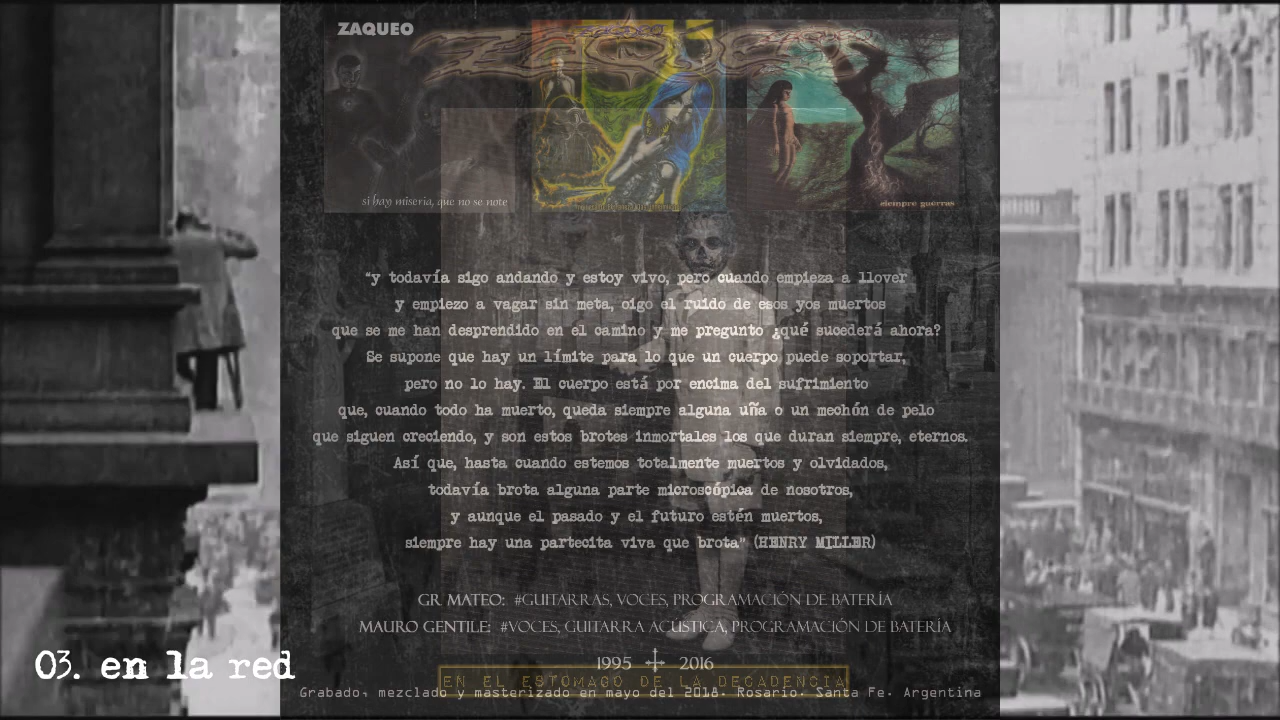 ZAQUEO
si hay miseria, que no se note
siempre guerras
“y todavía sigo andando y estoy vivo, pero cuando empieza a llover
y empiezo a vagar sin meta, oigo el ruido de esos yos muertos
que se me han desprendido en el camino y me pregunto ¿qué sucederá ahora?
Se supone que hay un límite para lo que un cuerpo puede soportar,
pero no lo hay. El cuerpo está por encima del sufrimiento
que, cuando todo ha muerto, queda siempre alguna uña o un mechón de pelo
que siguen creciendo, y son estos brotes inmortales los que duran siempre, eternos.
Así que, hasta cuando estemos totalmente muertos y olvidados,
todavía brota alguna parte microscópica de nosotros,
y aunque el pasado y el futuro estén muertos,
siempre hay una partecita viva que brota” (HENRY MILLER)
GR MATEO: #GUITARRAS, VOCES, PROGRAMACIÓN DE BATERÍA
MAURO GENTILE: #VOCES, GUITARRA ACÚSTICA, PROGRAMACIÓN DE BATERÍA
1995 2016
03. en la red
EN EL ESTOMAGO DE LA DECADENCIA
Grabado, mezclado y masterizado en mayo del 2018. Rosario. Santa Fe. Argentina